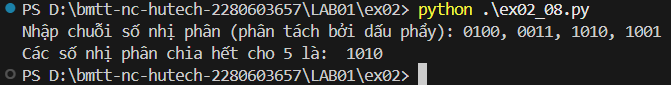 PS D:\bmtt-nc-hutech-2280603657\LAB01\ex02> python .\ex02_08.py
Nhập chuỗi số nhị phân (phân tách bởi dấu phẩy): 0100, 0011, 1010, 1001
Các số nhị phân chia hết cho 5 là:  1010
PS D:\bmtt-nc-hutech-2280603657\LAB01\ex02>